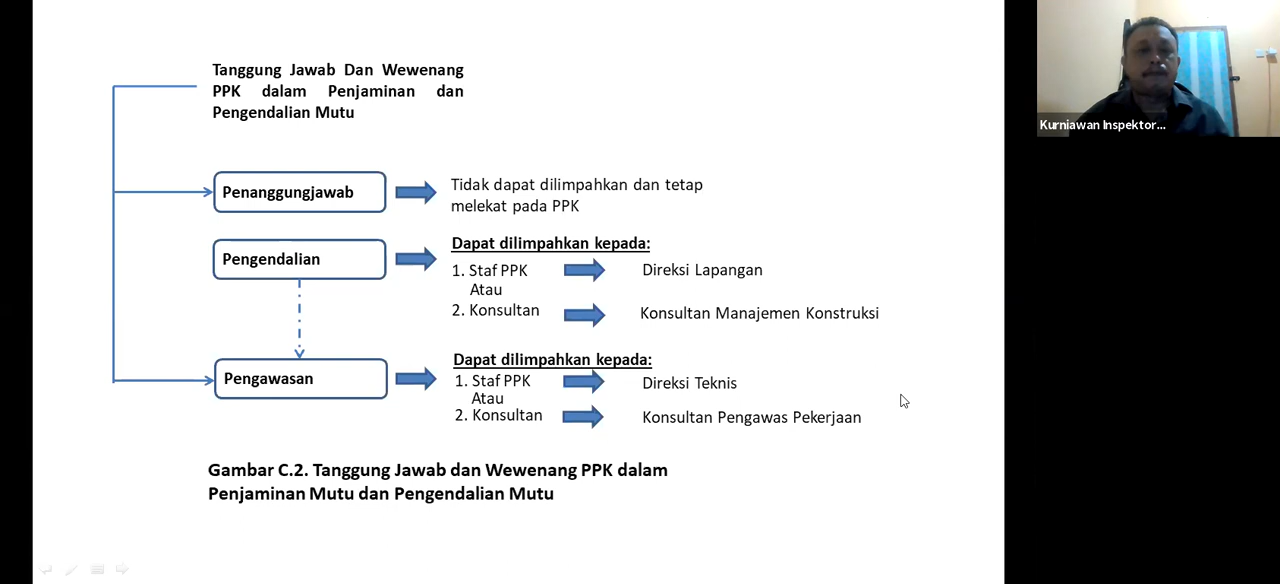 Tanggung Jawab Dan Wewenang
PPK dalam Penjaminan dan
Pengendalian Mutu
Penanggungjawab
Tidak dapat dilimpahkan dan tetap
melekat pada PPK
Pengendalian
Dapat dilimpahkan kepada:
1. Staf PPK
Direksi Lapangan
Atau
2. Konsultan
Konsultan Manajemen Konstruksi
Pengawasan
Dapat dilimpahkan kepada:
1. Staf PPK
Direksi Teknis
Atau
2. Konsultan
Konsultan Pengawas Pekerjaan
Gambar C.2. Tanggung Jawab dan Wewenang PPK dalam
Penjaminan Mutu dan Pengendalian Mutu
Kurniawan Inspektor...